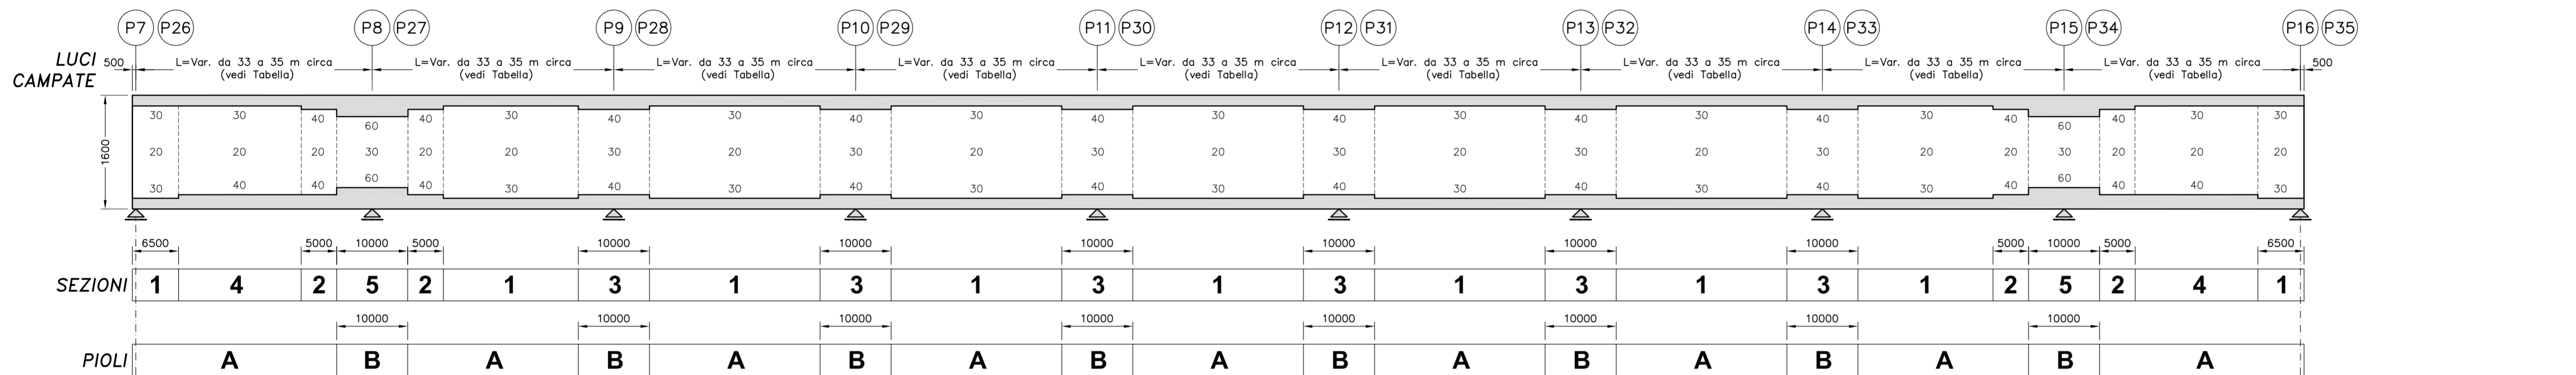 P7 P26 P8 P27 P9 P28 P10 P29 P11 P30 P12 P31 P13 P32 P14 P33 P15 P34 P16 P35
LUCI CAMPATE
500 L=Var. da 33 a 35 m circa L=Var. da 33 a 35 m circa L=Var. da 33 a 35 m circa L=Var. da 33 a 35 m circa L=Var. da 33 a 35 m circa L=Var. da 33 a 35 m circa L=Var. da 33 a 35 m circa L=Var. da 33 a 35 m circa L=Var. da 33 a 35 m circa 500
(vedi Tabella) (vedi Tabella) (vedi Tabella) (vedi Tabella) (vedi Tabella) (vedi Tabella) (vedi Tabella) (vedi Tabella) (vedi Tabella)
30 30 40 60 40 30 40 30 40 30 40 30 40 30 40 30 40 30 40 60 40 30 30
1600
20 20 20 30 20 20 30 20 30 20 30 20 30 20 30 20 30 20 20 30 20 20 20
30 40 40 60 40 30 40 30 40 30 40 30 40 30 40 30 40 30 40 60 40 40 30
6500 5000 10000 5000 10000 10000 10000 10000 10000 10000 5000 10000 5000 6500
SEZIONI 1 4 2 5 2 1 3 1 3 1 3 1 3 1 3 1 3 1 2 5 2 4 1
10000 10000 10000 10000 10000 10000 10000 10000
PIOLI A B A B A B A B A B A B A B A B A